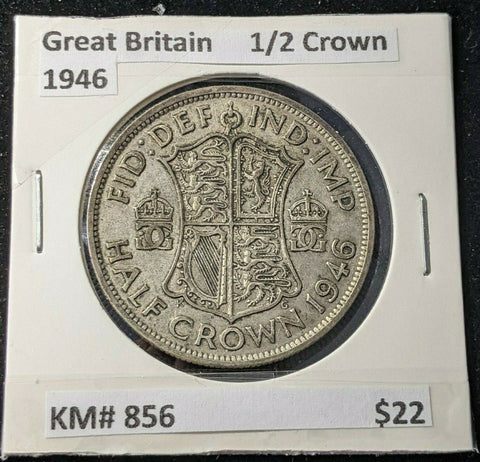 Great Britain 1/2 Crown
1946
FID: DEF IND: IMP
HALF CROWN 1946
KM# 856 $22